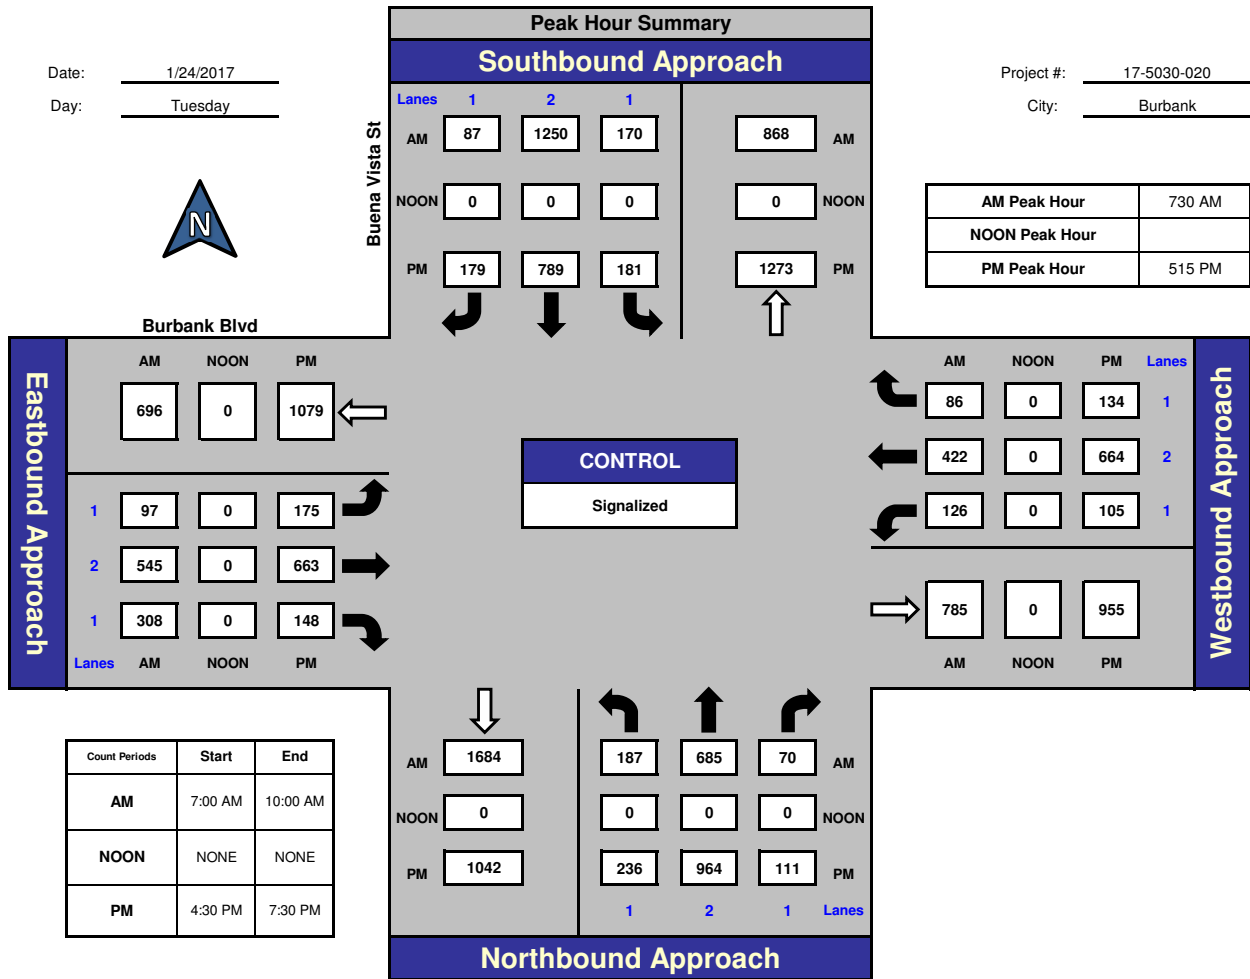 Peak Hour Summary
Southbound Approach
Date: 1/24/2017
Day: Tuesday
Project #: 17-5030-020
City: Burbank
Buena Vista St
Lanes 1 2 1
AM 87 1250 170 868 AM
NOON 0 0 0 0 NOON
PM 179 789 181 1273 PM
N
AM Peak Hour 730 AM
NOON Peak Hour
PM Peak Hour 515 PM
Burbank Blvd
Eastbound Approach
AM NOON PM
696 0 1079
1 97 0 175
2 545 0 663
1 308 0 148
Lanes AM NOON PM
CONTROL
Signalized
AM NOON PM Lanes
86 0 134 1
422 0 664 2
126 0 105 1
785 0 955
AM NOON PM
Westbound Approach
Count Periods Start End
AM 7:00 AM 10:00 AM
NOON NONE NONE
PM 4:30 PM 7:30 PM
AM 1684 187 685 70 AM
NOON 0 0 0 0 NOON
PM 1042 236 964 111 PM
1 2 1 Lanes
Northbound Approach